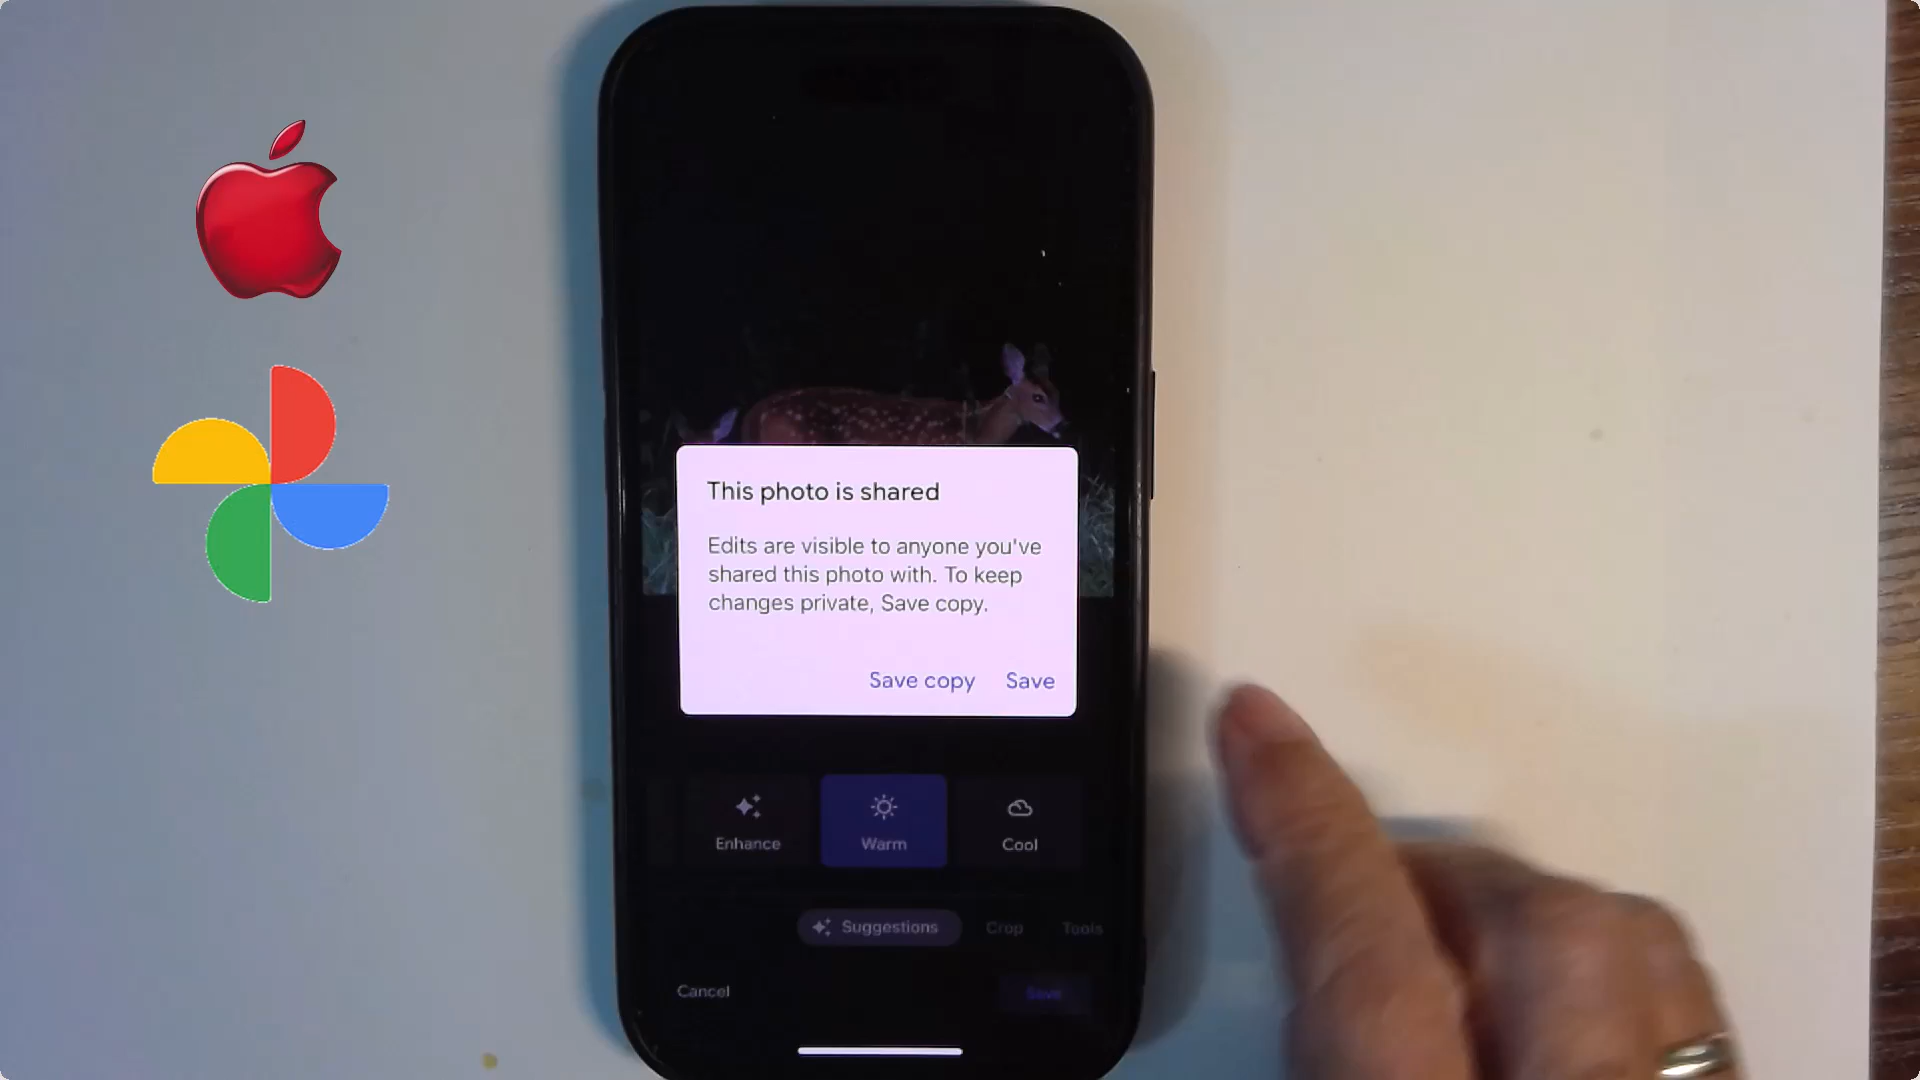 This photo is shared
Edits are visible to anyone you've
shared this photo with. To keep
changes private, Save copy.
Save copy Save
Enhance Warm Cool
Suggestions Crop Tools
Cancel Save